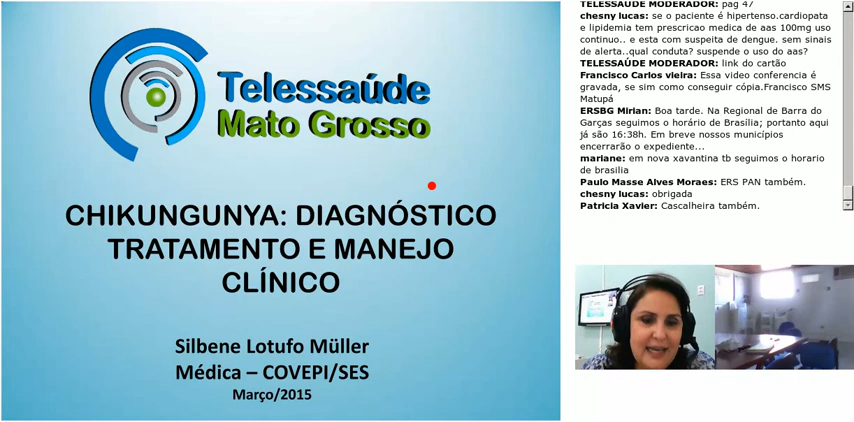 Telessaúde
Mato Grosso
CHIKUNGUNYA: DIAGNÓSTICO
TRATAMENTO E MANEJO
CLÍNICO
Silbene Lotufo Müller
Médica – COVEPI/SES
Março/2015
TELESSAÚDE MODERADOR: pag 47
chesny lucas: se o paciente é hipertenso.cardiopata
e lipidemia tem prescricao medica de aas 100mg uso
continuo.. e esta com suspeita de dengue. sem sinais
de alerta..qual conduta? suspende o uso do aas?
TELESSAÚDE MODERADOR: link do cartão
Francisco Carlos vieira: Essa video conferencia é
gravada, se sim como conseguir cópia.Francisco SMS
Matupá
ERSBG Mirian: Boa tarde. Na Regional de Barra do
Garças seguimos o horário de Brasília; portanto aqui
já são 16:38h. Em breve nossos municípios
encerrarão o expediente...
mariane: em nova xavantina tb seguimos o horario
de brasilia
Paulo Masse Alves Moraes: ERS PAN também.
chesny lucas: obrigada
Patricia Xavier: Cascalheira também.